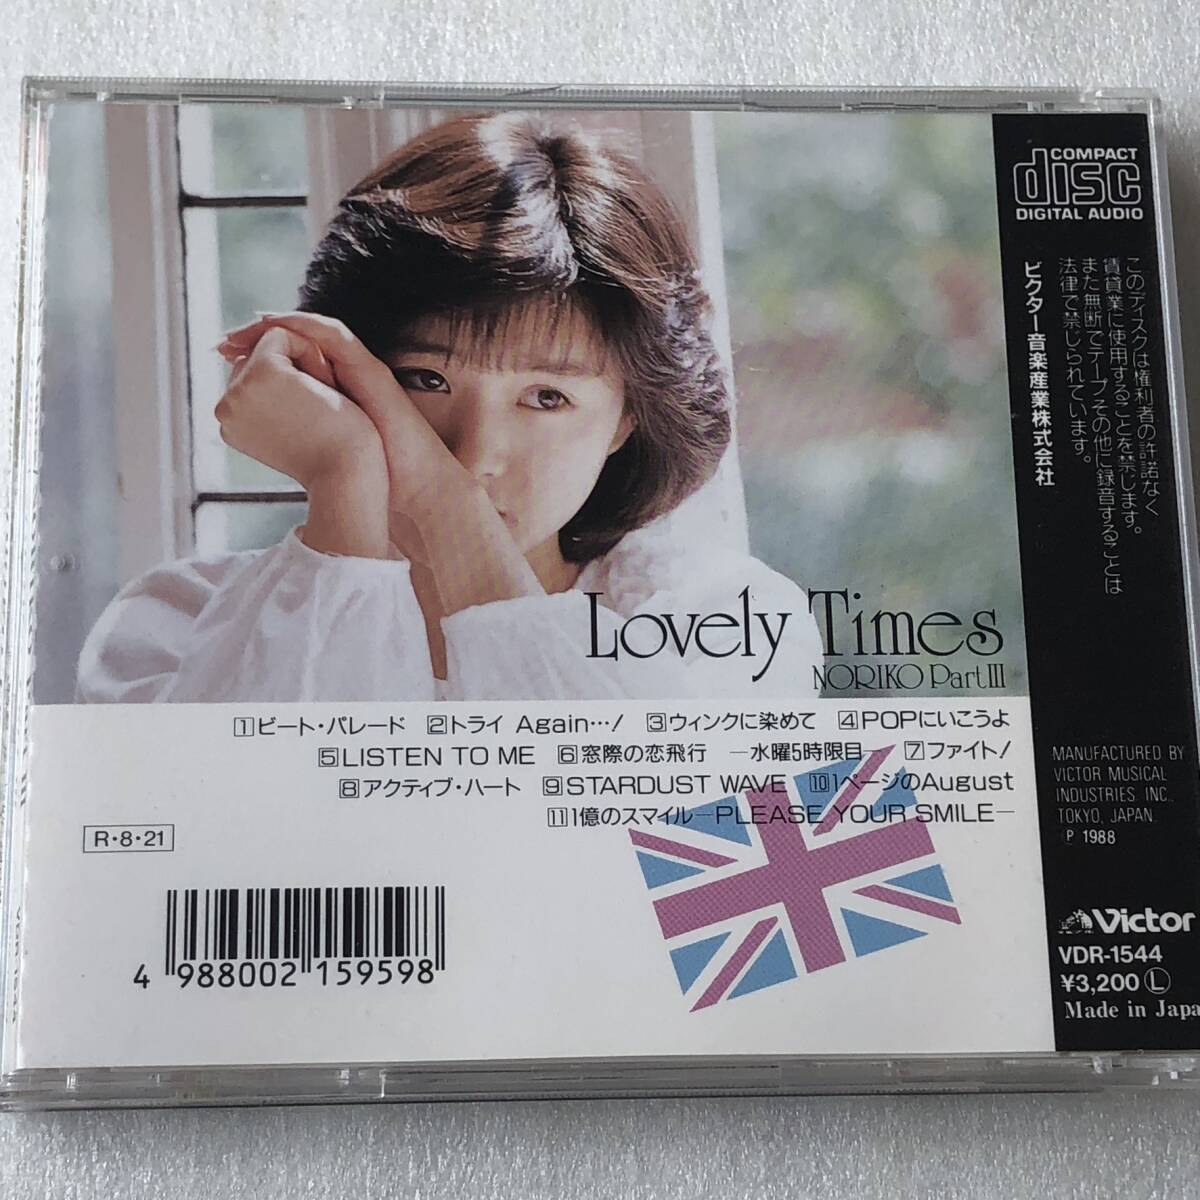 COMPACT
disc
DIGITAL AUDIO
このディスクは権利者の許諾なく
賃貸業に使用することを禁じます。
また無断でテープその他に録音することは
法律で禁じられています。
ビクター音楽産業株式会社
Lovely Times
NORIKO Part III
1 ビート・パレード 2 トライ Again…! 3 ウィンクに染めて 4 POPにいこうよ
5 LISTEN TO ME 6 窓際の恋飛行 —水曜5時限目— 7 ファイト!
8 アクティブ・ハート 9 STARDUST WAVE 10 1ページのAugust
11 1億のスマイル—PLEASE YOUR SMILE—
R・8・21
4 988002 159598
MANUFACTURED BY
VICTOR MUSICAL
INDUSTRIES, INC.,
TOKYO, JAPAN.
Ⓟ 1988
Victor
VDR-1544
¥3,200 Ⓛ
Made in Japa